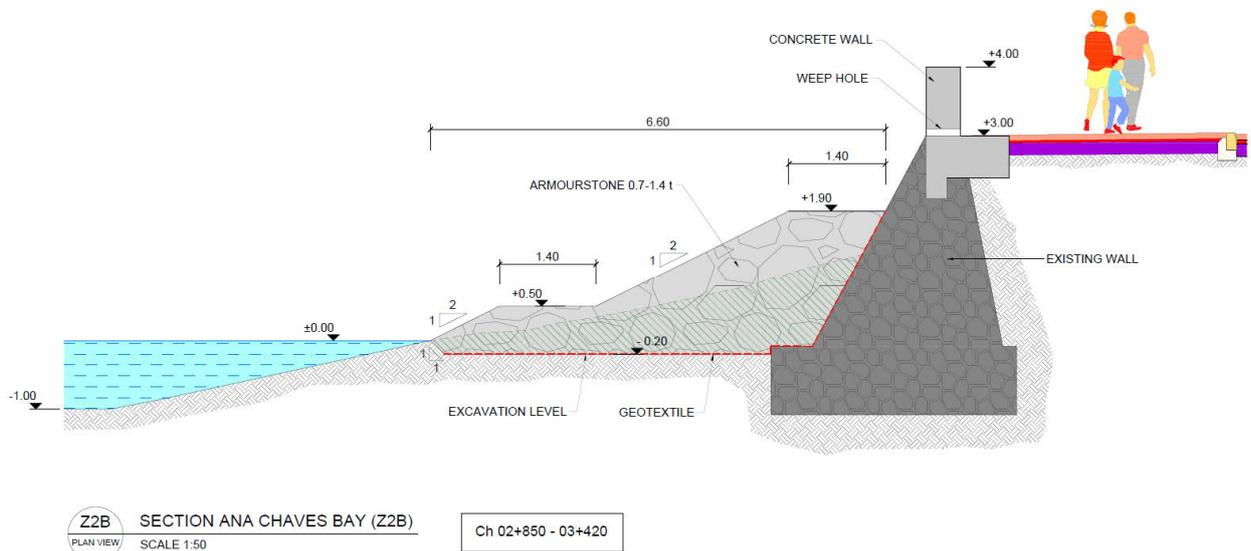 CONCRETE WALL
+4.00
WEEP HOLE
+3.00
6.60
1.40
ARMOURSTONE 0.7-1.4 t
+1.90
2
1
1.40
EXISTING WALL
+0.50
2
1
±0.00
- 0.20
1
1
-1.00
EXCAVATION LEVEL
GEOTEXTILE
Z2B
PLAN VIEW
SECTION ANA CHAVES BAY (Z2B)
SCALE 1:50
Ch 02+850 - 03+420